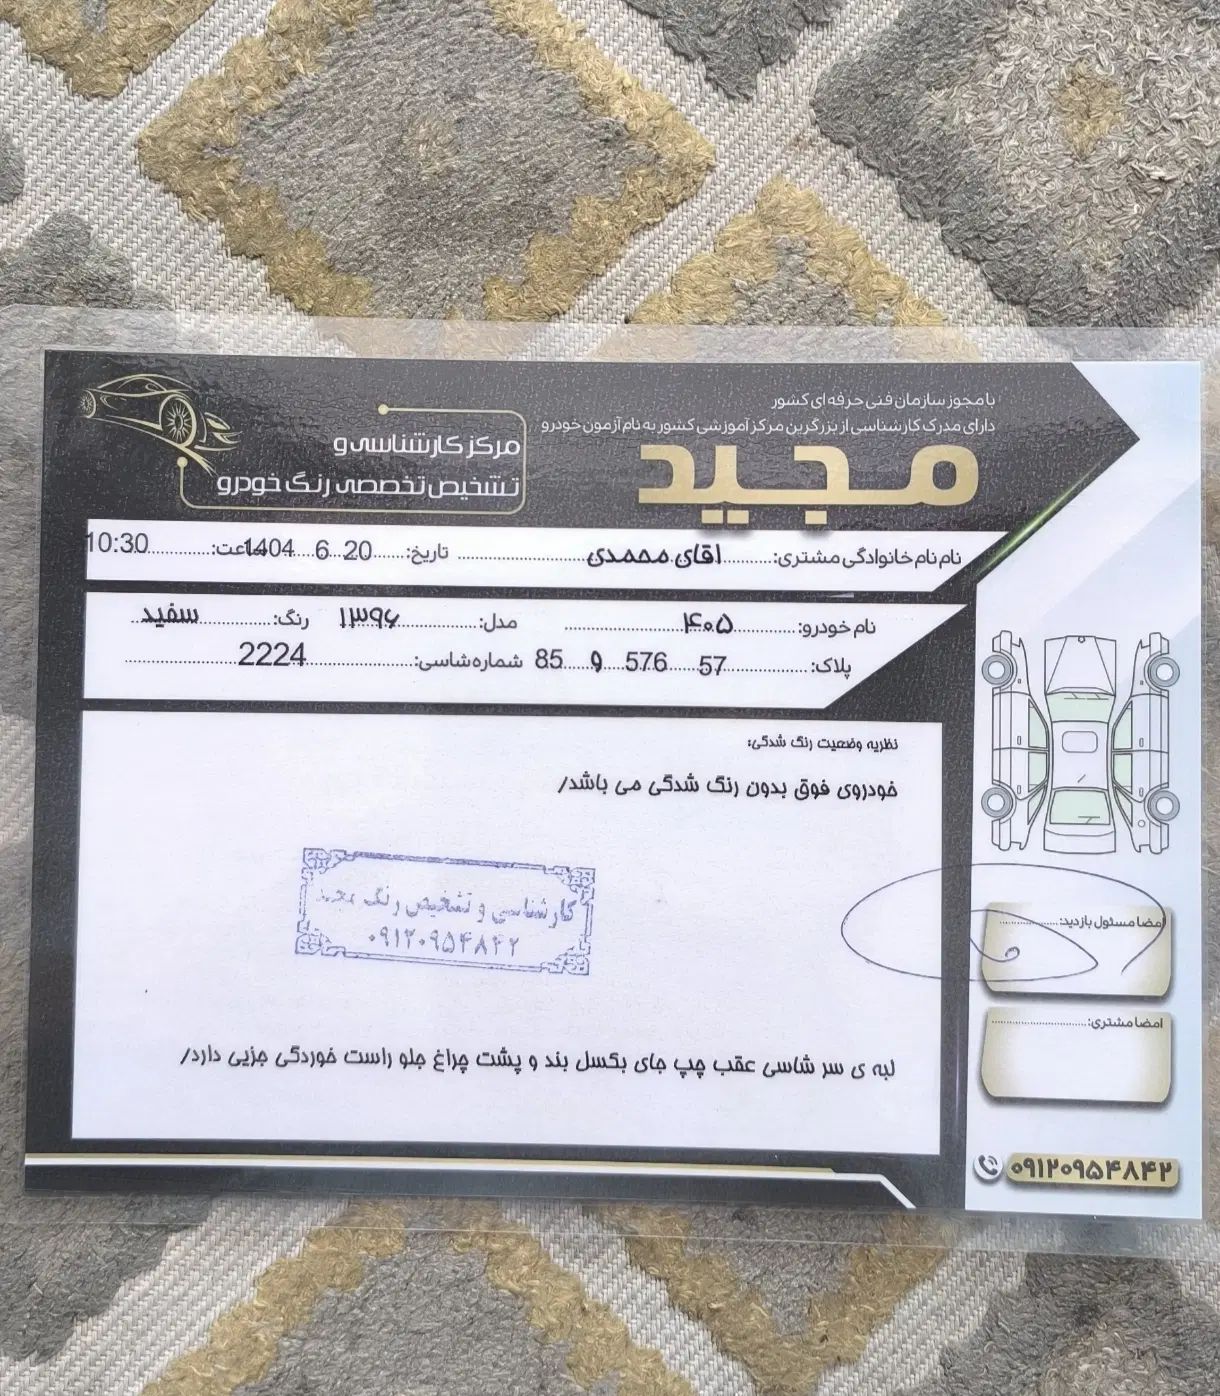 با مجوز سازمان فنی حرفه ای کشور
دارای مدرک کارشناسی از بزرگترین مرکز آموزشی کشور به نام آزمون خودرو
مجید
مرکز کارشناسی و
تشخیص تخصصی رنگ خودرو
نام نام خانوادگی مشتری: اقای محمدی تاریخ: 20 6 1404 ساعت: 10:30
نام خودرو: ۴۰۵ مدل: ۱۳۹۶ رنگ: سفید
پلاک: 57 576 و 85 شماره شاسی: 2224
نظریه وضعیت رنگ شدگی:
خودروی فوق بدون رنگ شدگی می باشد/
کارشناسی و تشخیص رنگ مجید
۰۹۱۲۰۹۵۴۸۴۲
لبه ی سر شاسی عقب چپ جای بکسل بند و پشت چراغ جلو راست خوردگی جزیی دارد/
امضا مسئول بازدید:
امضا مشتری:
۰۹۱۲۰۹۵۴۸۴۲